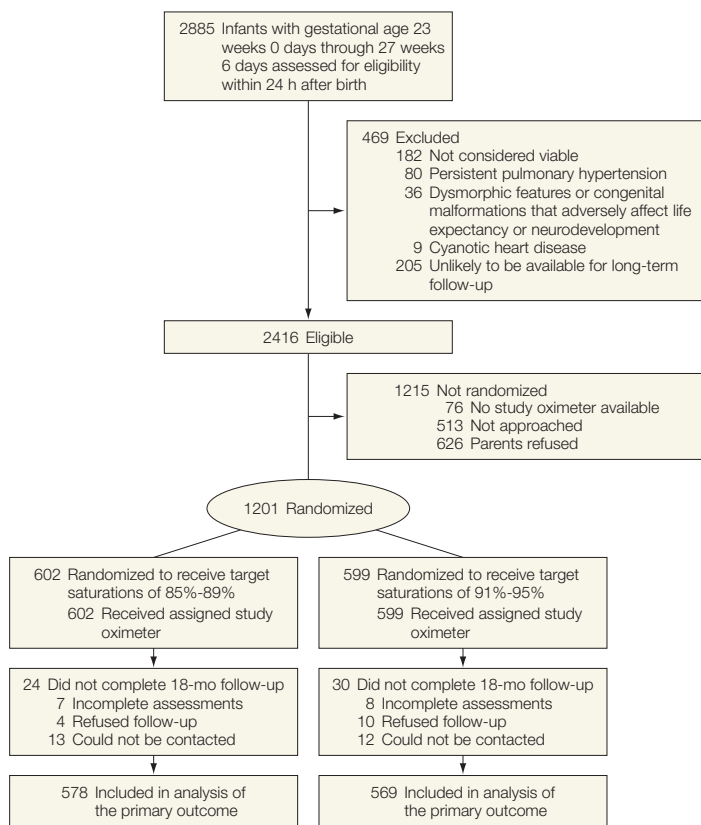 2885 Infants with gestational age 23
weeks 0 days through 27 weeks
6 days assessed for eligibility
within 24 h after birth
469 Excluded
182 Not considered viable
80 Persistent pulmonary hypertension
36 Dysmorphic features or congenital
malformations that adversely affect life
expectancy or neurodevelopment
9 Cyanotic heart disease
205 Unlikely to be available for long-term
follow-up
2416 Eligible
1215 Not randomized
76 No study oximeter available
513 Not approached
626 Parents refused
1201 Randomized
602 Randomized to receive target
saturations of 85%-89%
602 Received assigned study
oximeter
599 Randomized to receive target
saturations of 91%-95%
599 Received assigned study
oximeter
24 Did not complete 18-mo follow-up
7 Incomplete assessments
4 Refused follow-up
13 Could not be contacted
30 Did not complete 18-mo follow-up
8 Incomplete assessments
10 Refused follow-up
12 Could not be contacted
578 Included in analysis of
the primary outcome
569 Included in analysis of
the primary outcome